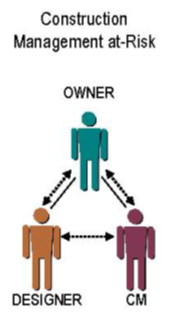 Construction
Management at-Risk
OWNER
DESIGNER
CM